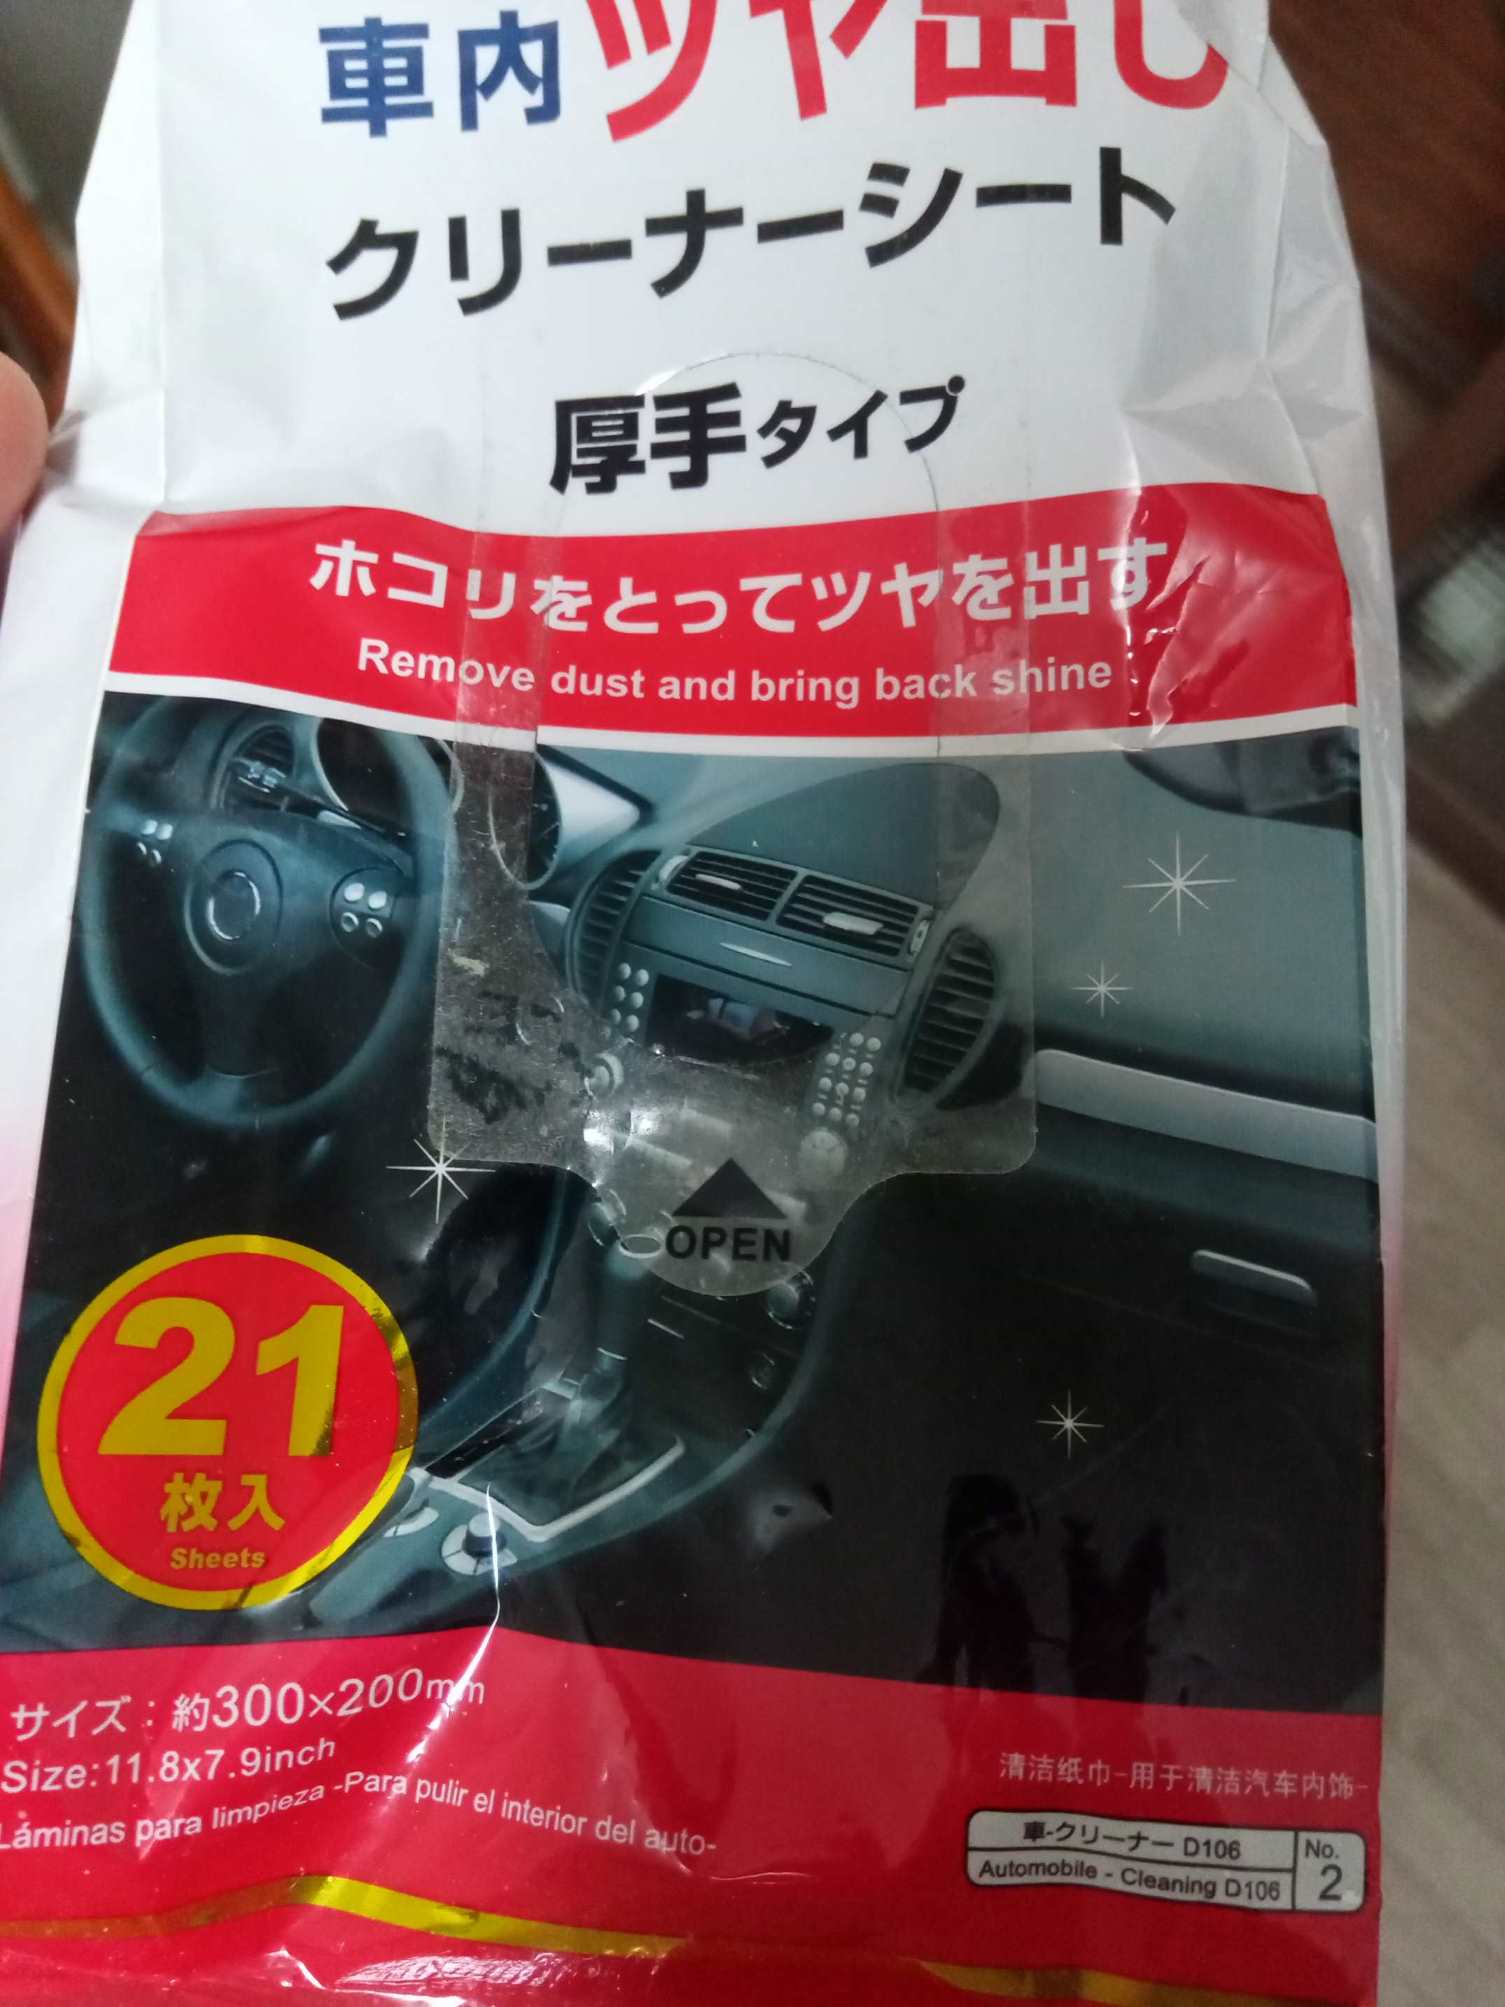 車内ツヤ出し
クリーナーシート
厚手タイプ
ホコリをとってツヤを出す
Remove dust and bring back shine
OPEN
21
枚入
Sheets
サイズ：約300×200mm
Size:11.8x7.9inch
Láminas para limpieza -Para pulir el interior del auto-
清洁纸巾-用于清洁汽车内饰-
車-クリーナー D106
Automobile - Cleaning D106
No.
2